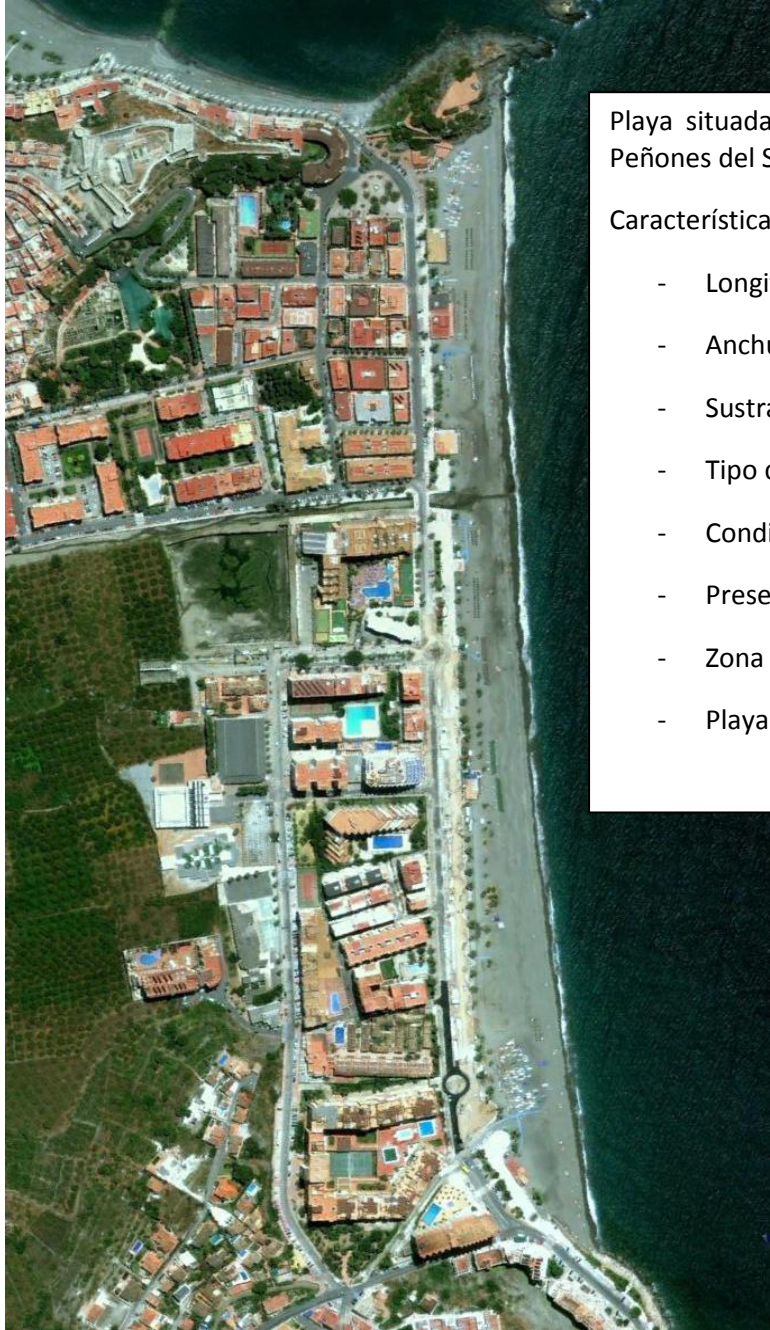 Playa situada
Peñones del S
Característica
- Longi
- Anchu
- Sustra
- Tipo d
- Condi
- Prese
- Zona
- Playa